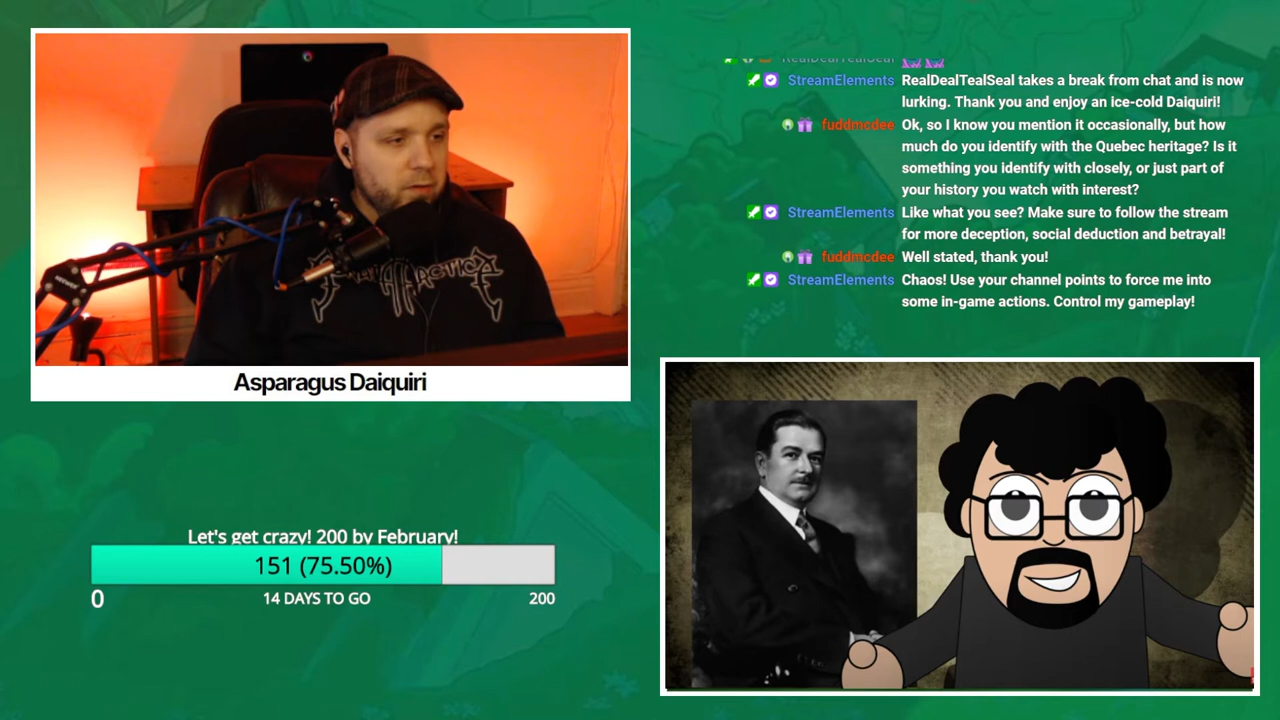 RealDealTealSeal
StreamElements RealDealTealSeal takes a break from chat and is now
lurking. Thank you and enjoy an ice-cold Daiquiri!
fuddmcdee Ok, so I know you mention it occasionally, but how
much do you identify with the Quebec heritage? Is it
something you identify with closely, or just part of
your history you watch with interest?
StreamElements Like what you see? Make sure to follow the stream
for more deception, social deduction and betrayal!
fuddmcdee Well stated, thank you!
StreamElements Chaos! Use your channel points to force me into
some in-game actions. Control my gameplay!
SONATA ARCTICA
Asparagus Daiquiri
Let's get crazy! 200 by February!
151 (75.50%)
0 14 DAYS TO GO 200